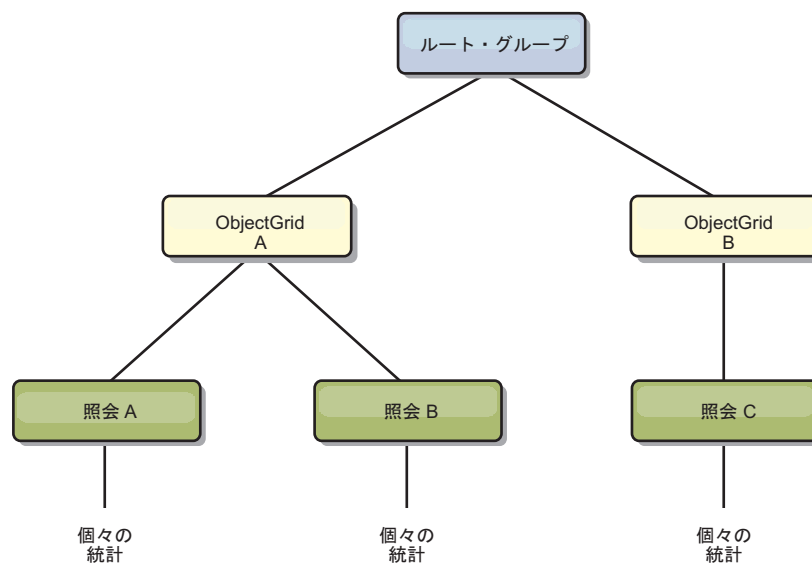 ルート・グループ
ObjectGrid
A
ObjectGrid
B
照会 A
照会 B
照会 C
個々の
統計
個々の
統計
個々の
統計